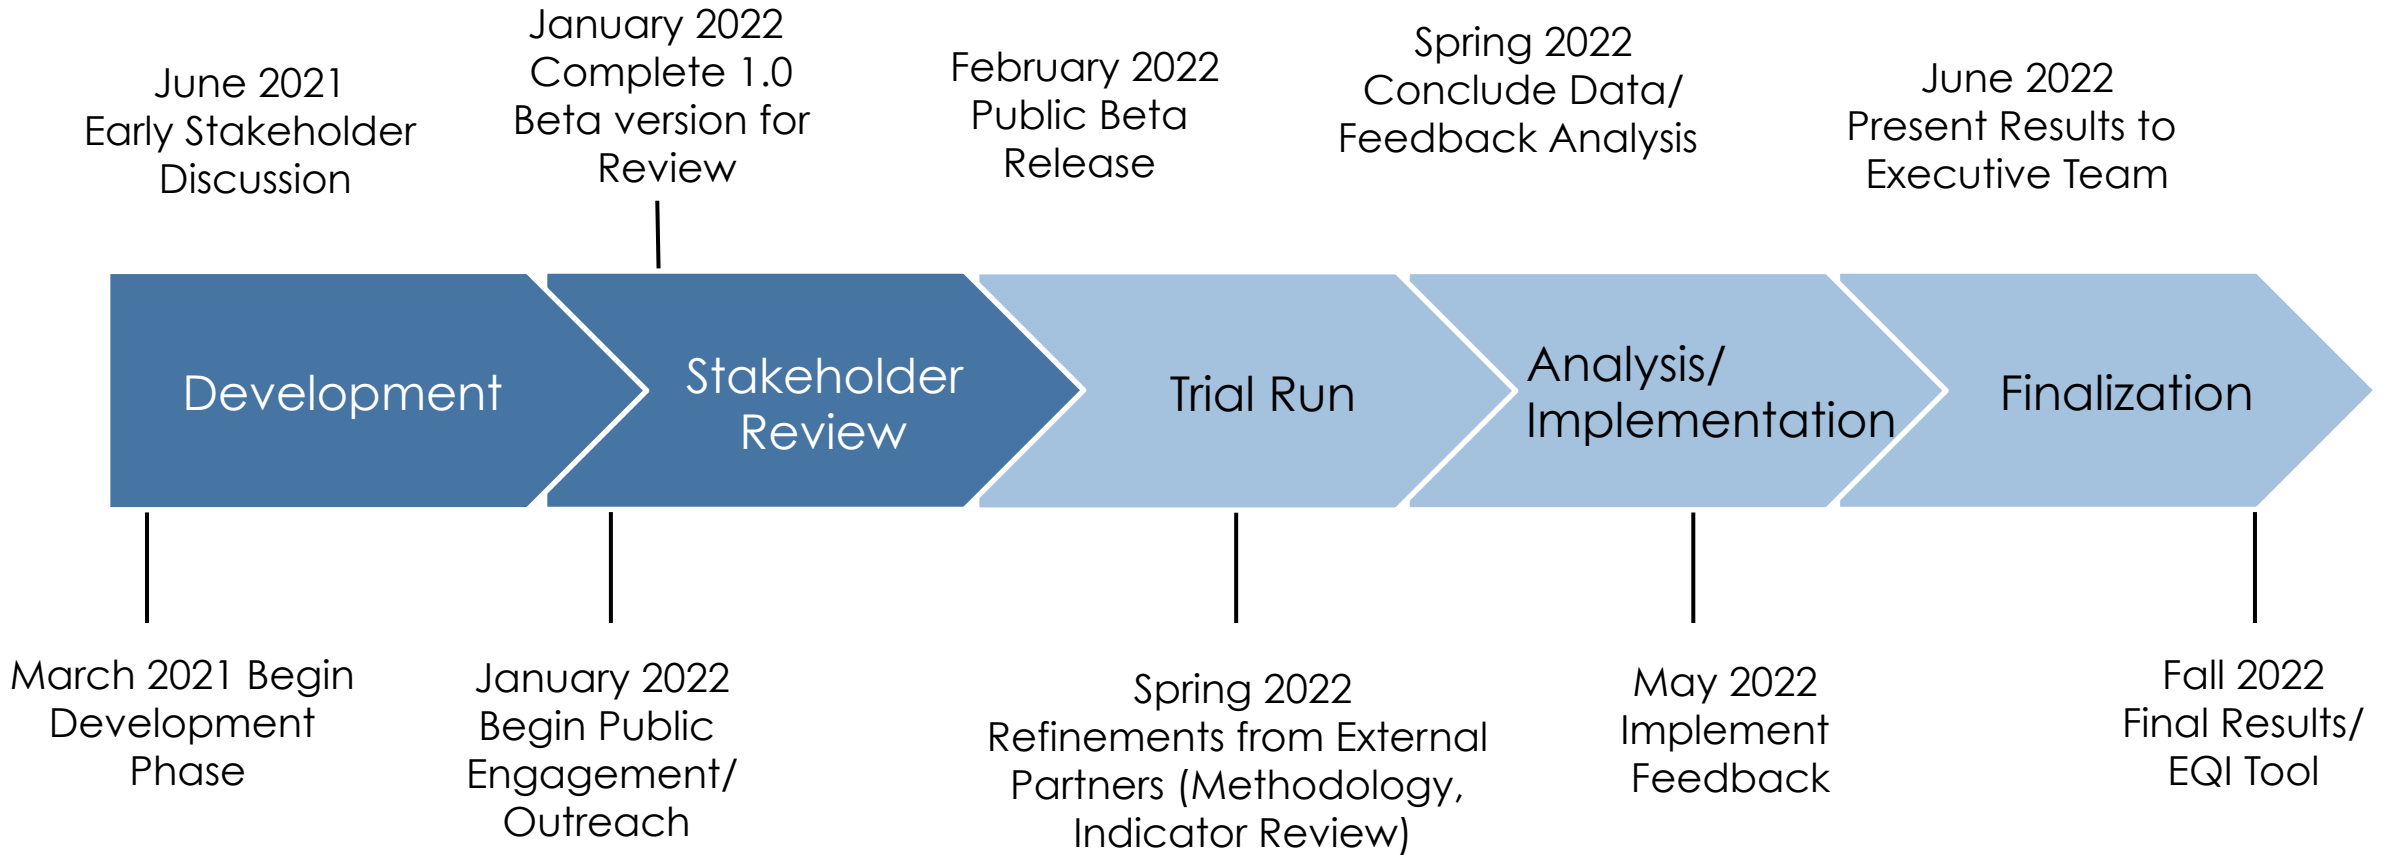 June 2021
Early Stakeholder
Discussion
January 2022
Complete 1.0
Beta version for
Review
February 2022
Public Beta
Release
Spring 2022
Conclude Data/
Feedback Analysis
June 2022
Present Results to
Executive Team
Development
Stakeholder
Review
Trial Run
Analysis/
Implementation
Finalization
March 2021 Begin
Development
Phase
January 2022
Begin Public
Engagement/
Outreach
Spring 2022
Refinements from External
Partners (Methodology,
Indicator Review)
May 2022
Implement
Feedback
Fall 2022
Final Results/
EQI Tool